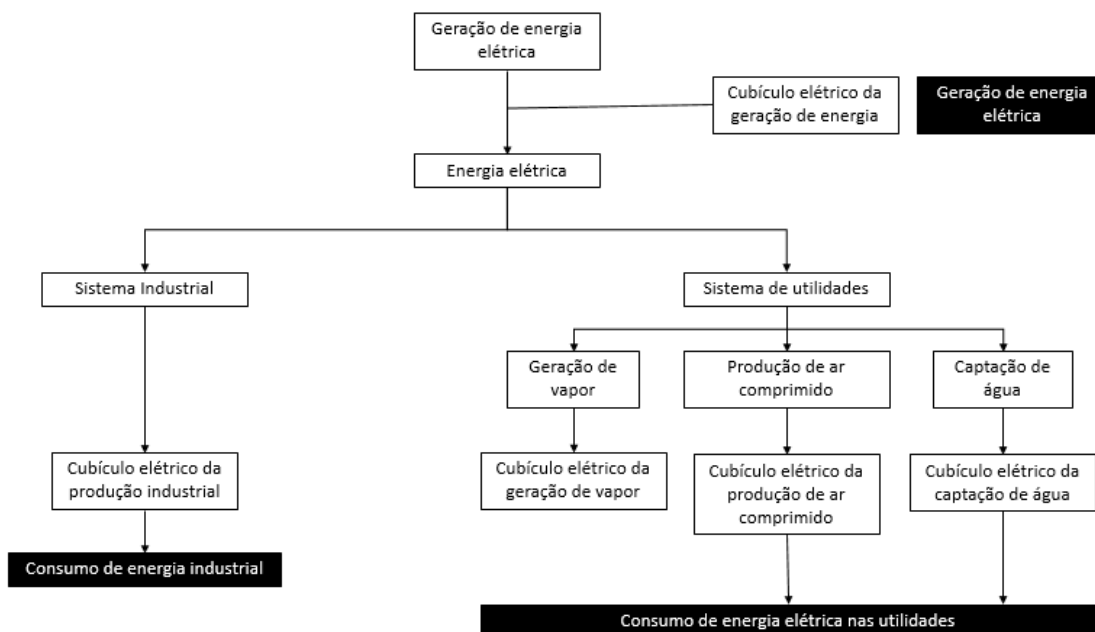 Geração de energia
elétrica
Cubículo elétrico da
geração de energia
Geração de energia
elétrica
Energia elétrica
Sistema Industrial
Sistema de utilidades
Geração de
vapor
Produção de ar
comprimido
Captação de
água
Cubículo elétrico da
produção industrial
Cubículo elétrico da
geração de vapor
Cubículo elétrico da
produção de ar
comprimido
Cubículo elétrico da
captação de água
Consumo de energia industrial
Consumo de energia elétrica nas utilidades